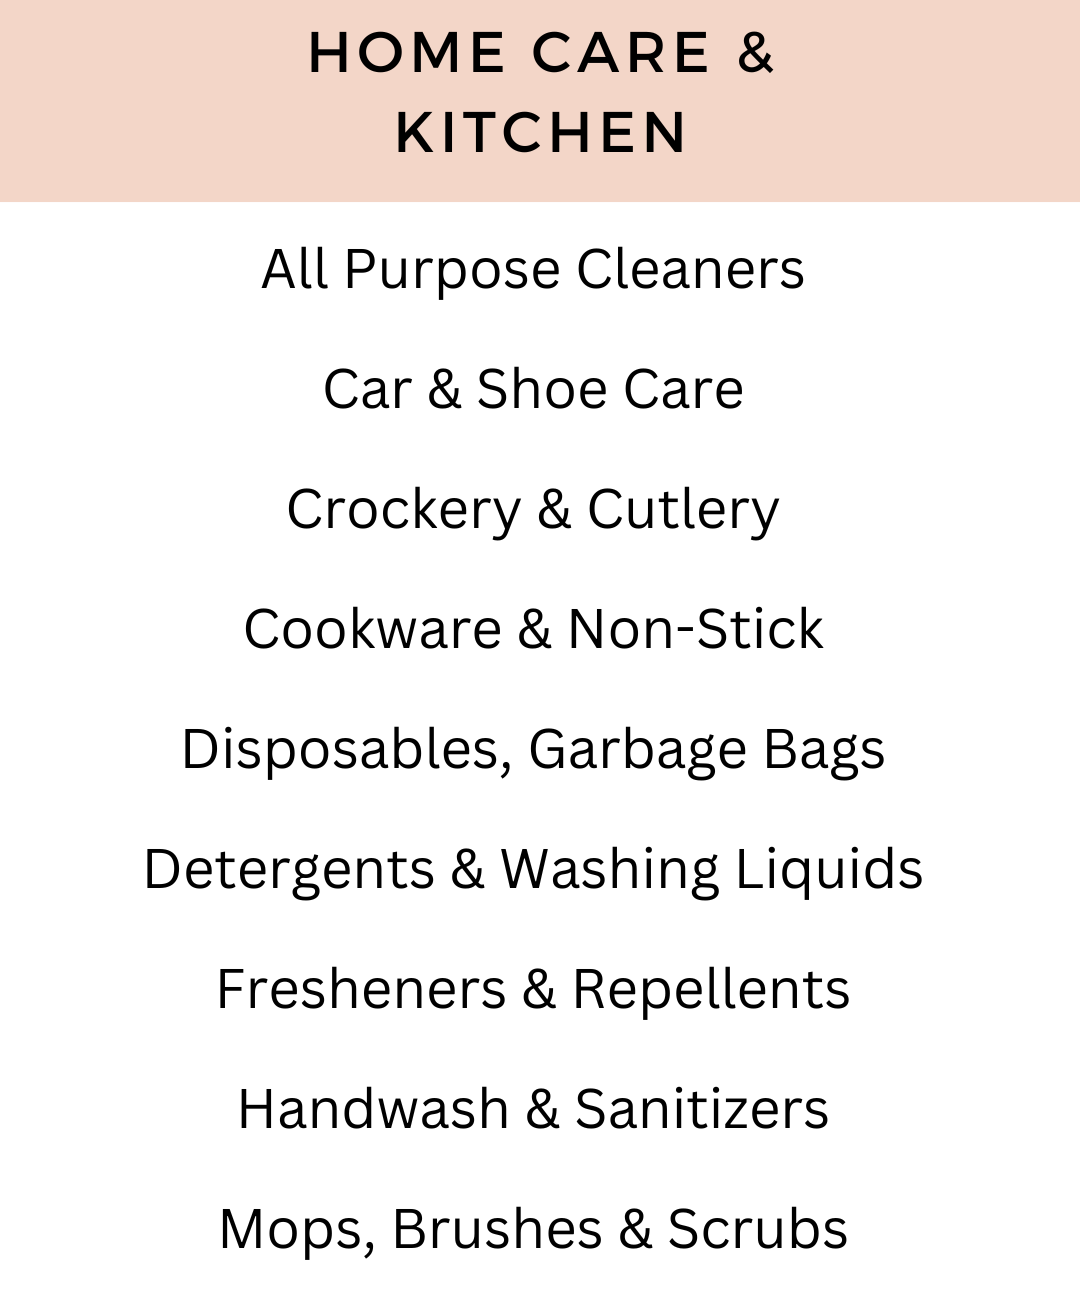 HOME CARE &
KITCHEN
All Purpose Cleaners
Car & Shoe Care
Crockery & Cutlery
Cookware & Non-Stick
Disposables, Garbage Bags
Detergents & Washing Liquids
Fresheners & Repellents
Handwash & Sanitizers
Mops, Brushes & Scrubs